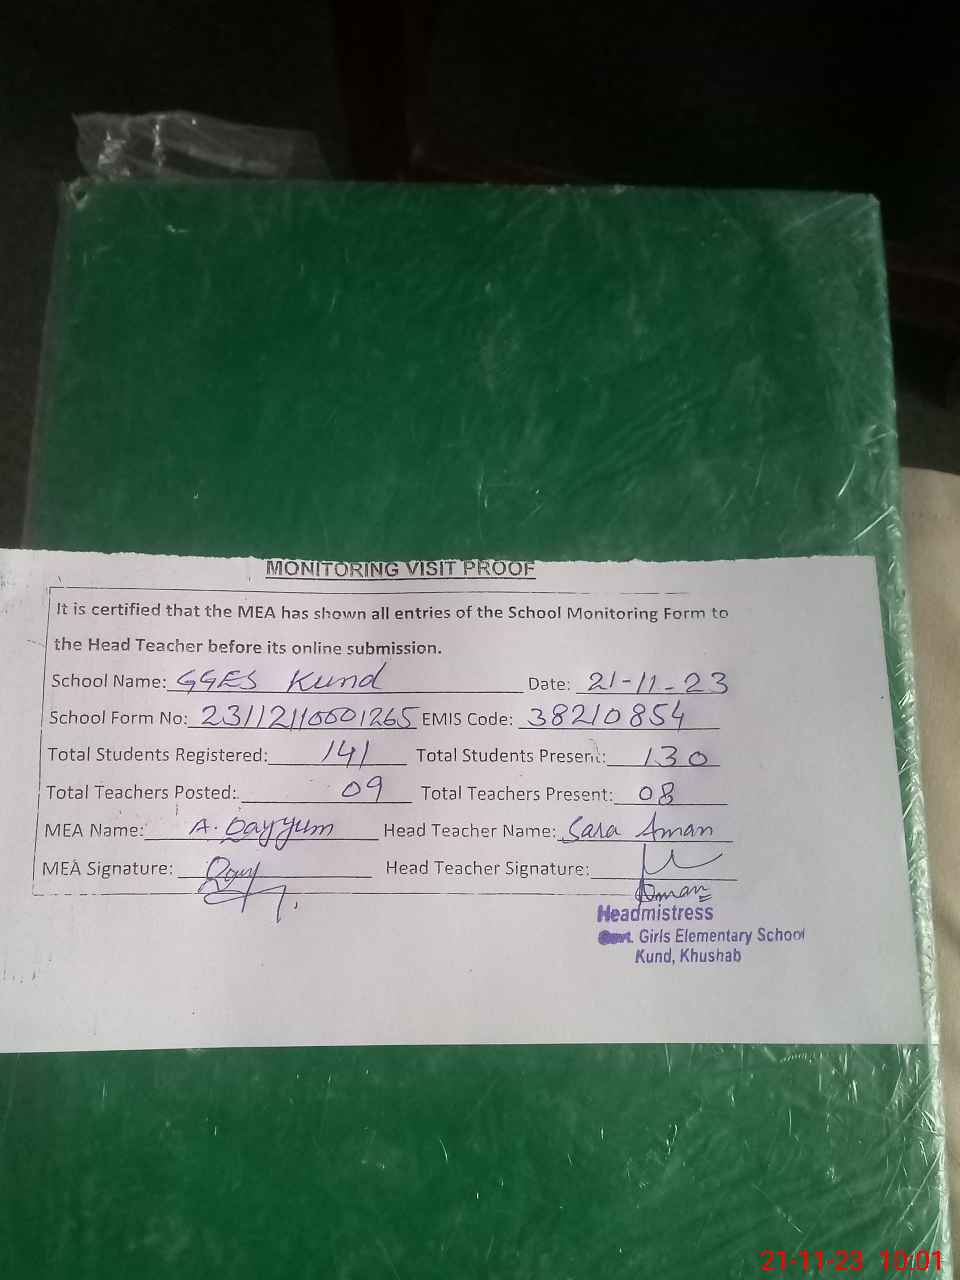 MONITORING VISIT PROOF
It is certified that the MEA has shown all entries of the School Monitoring Form to
the Head Teacher before its online submission.
School Name: GGES Kund Date: 21-11-23
School Form No: 23112110601265 EMIS Code: 38210854
Total Students Registered: 141 Total Students Present: 130
Total Teachers Posted: 09 Total Teachers Present: 08
MEA Name: A. Qayyum Head Teacher Name: Sara Aman
MEA Signature: Head Teacher Signature:
Aman
Headmistress
Govt. Girls Elementary School
Kund, Khushab
21-11-23 10:01